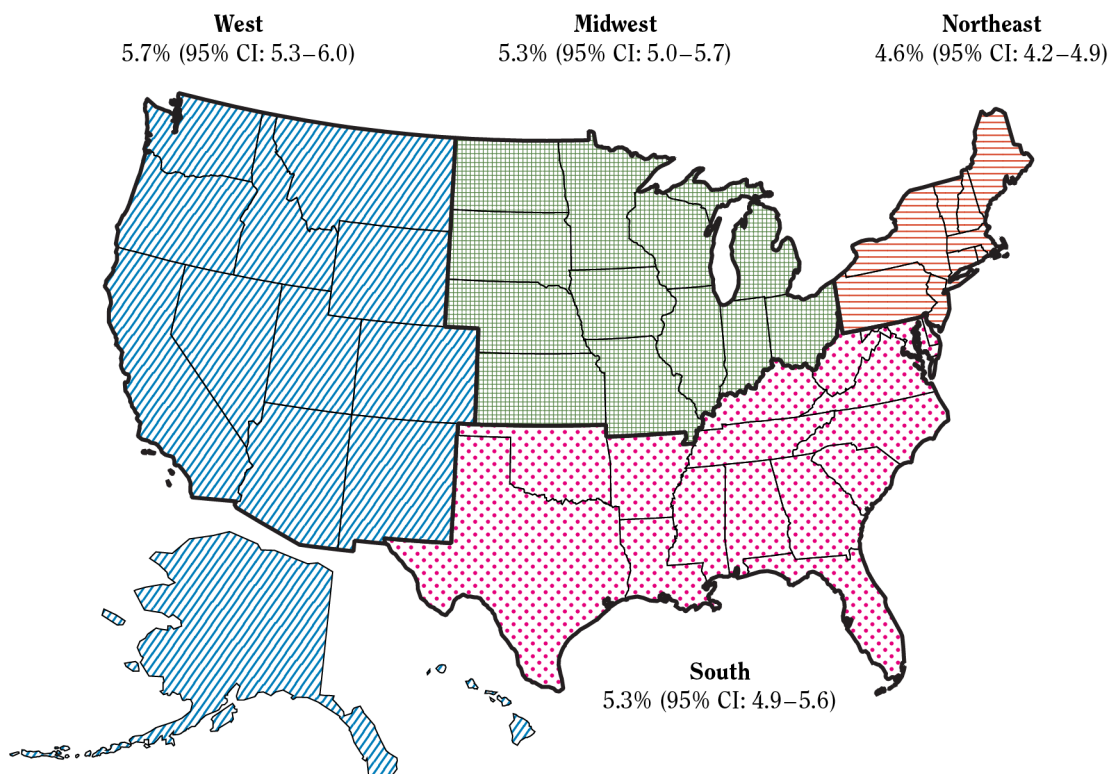 West
5.7% (95% CI: 5.3–6.0)
Midwest
5.3% (95% CI: 5.0–5.7)
Northeast
4.6% (95% CI: 4.2–4.9)
South
5.3% (95% CI: 4.9–5.6)